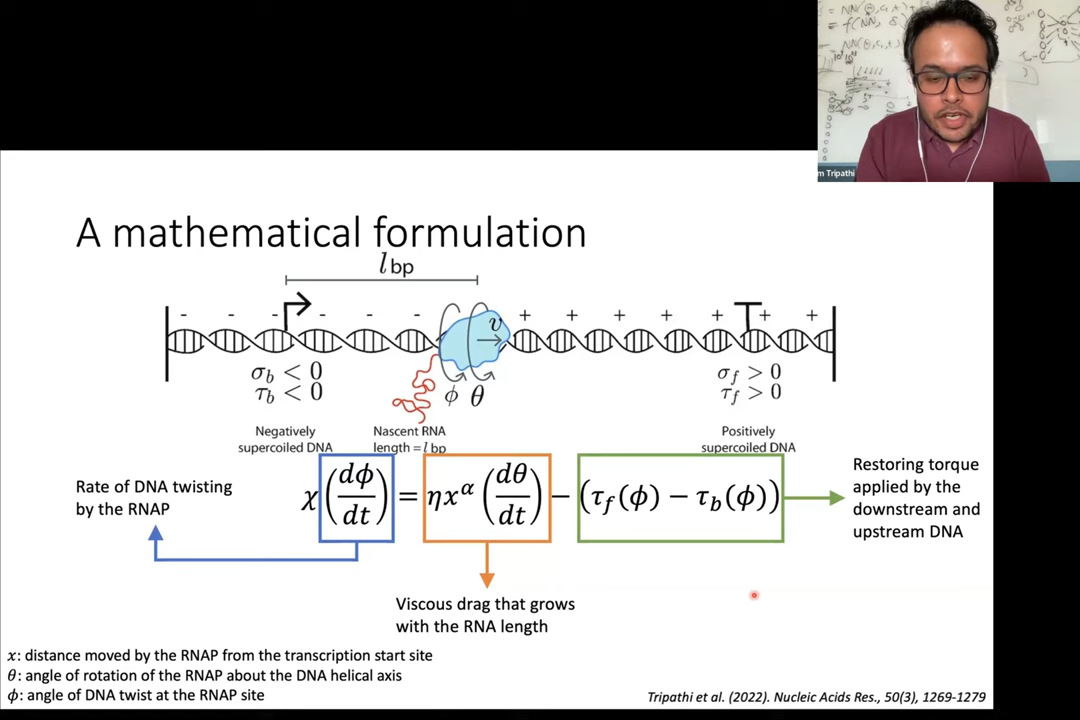 m Tripathi
A mathematical formulation
l bp
- - - - - - + + + + + + +
v
σ_b < 0
τ_b < 0
ϕ θ
σ_f > 0
τ_f > 0
Negatively
supercoiled DNA
Nascent RNA
length = l bp
Positively
supercoiled DNA
Rate of DNA twisting
by the RNAP
χ(dϕ/dt) = ηx^α (dθ/dt) − (τ_f(ϕ) − τ_b(ϕ))
Restoring torque
applied by the
downstream and
upstream DNA
Viscous drag that grows
with the RNA length
x: distance moved by the RNAP from the transcription start site
θ: angle of rotation of the RNAP about the DNA helical axis
ϕ: angle of DNA twist at the RNAP site
Tripathi et al. (2022). Nucleic Acids Res., 50(3), 1269-1279